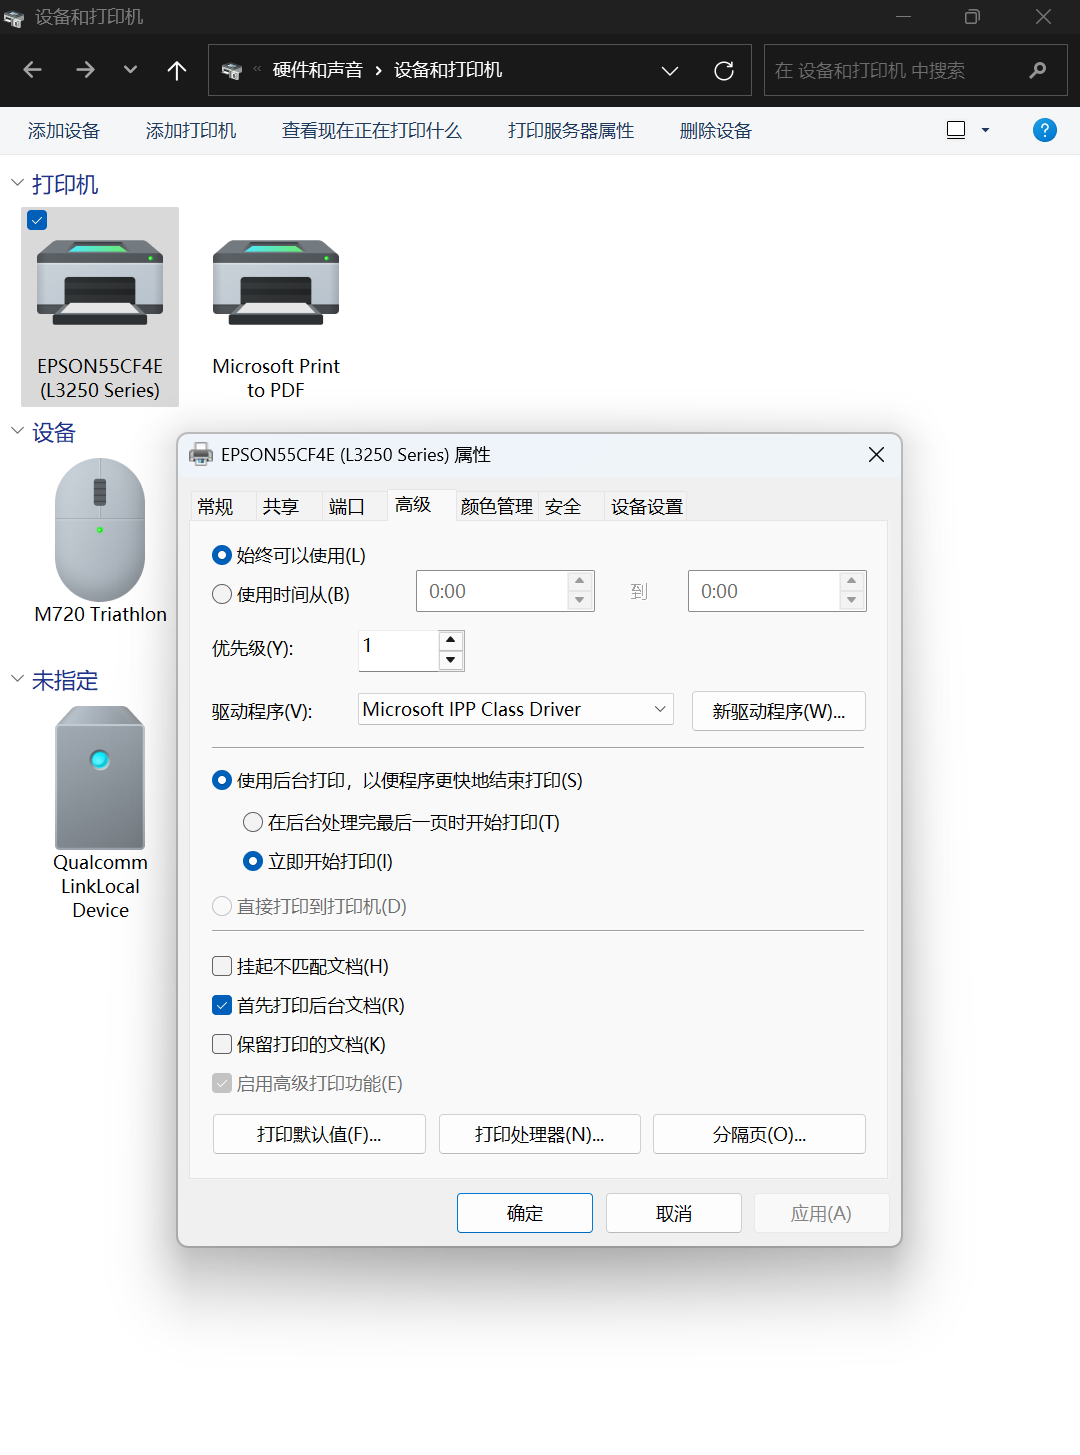 设备和打印机
« 硬件和声音 › 设备和打印机
在 设备和打印机 中搜索
添加设备 添加打印机 查看现在正在打印什么 打印服务器属性 删除设备
?
打印机
EPSON55CF4E
(L3250 Series)
Microsoft Print
to PDF
设备
M720 Triathlon
未指定
Qualcomm
LinkLocal
Device
EPSON55CF4E (L3250 Series) 属性
常规 共享 端口 高级 颜色管理 安全 设备设置
始终可以使用(L)
使用时间从(B) 0:00 到 0:00
优先级(Y): 1
驱动程序(V): Microsoft IPP Class Driver 新驱动程序(W)...
使用后台打印，以便程序更快地结束打印(S)
在后台处理完最后一页时开始打印(T)
立即开始打印(I)
直接打印到打印机(D)
挂起不匹配文档(H)
首先打印后台文档(R)
保留打印的文档(K)
启用高级打印功能(E)
打印默认值(F)... 打印处理器(N)... 分隔页(O)...
确定 取消 应用(A)